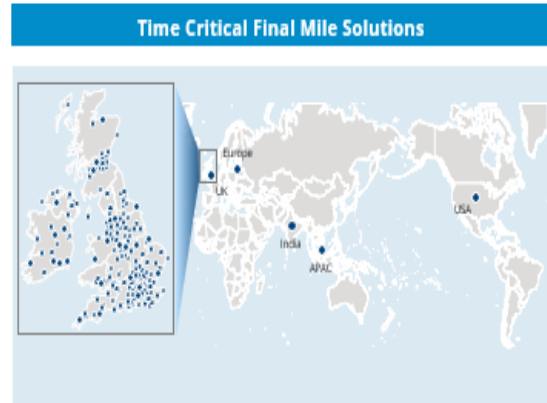 Time Critical Final Mile Solutions
Europe
UK
USA
India
APAC